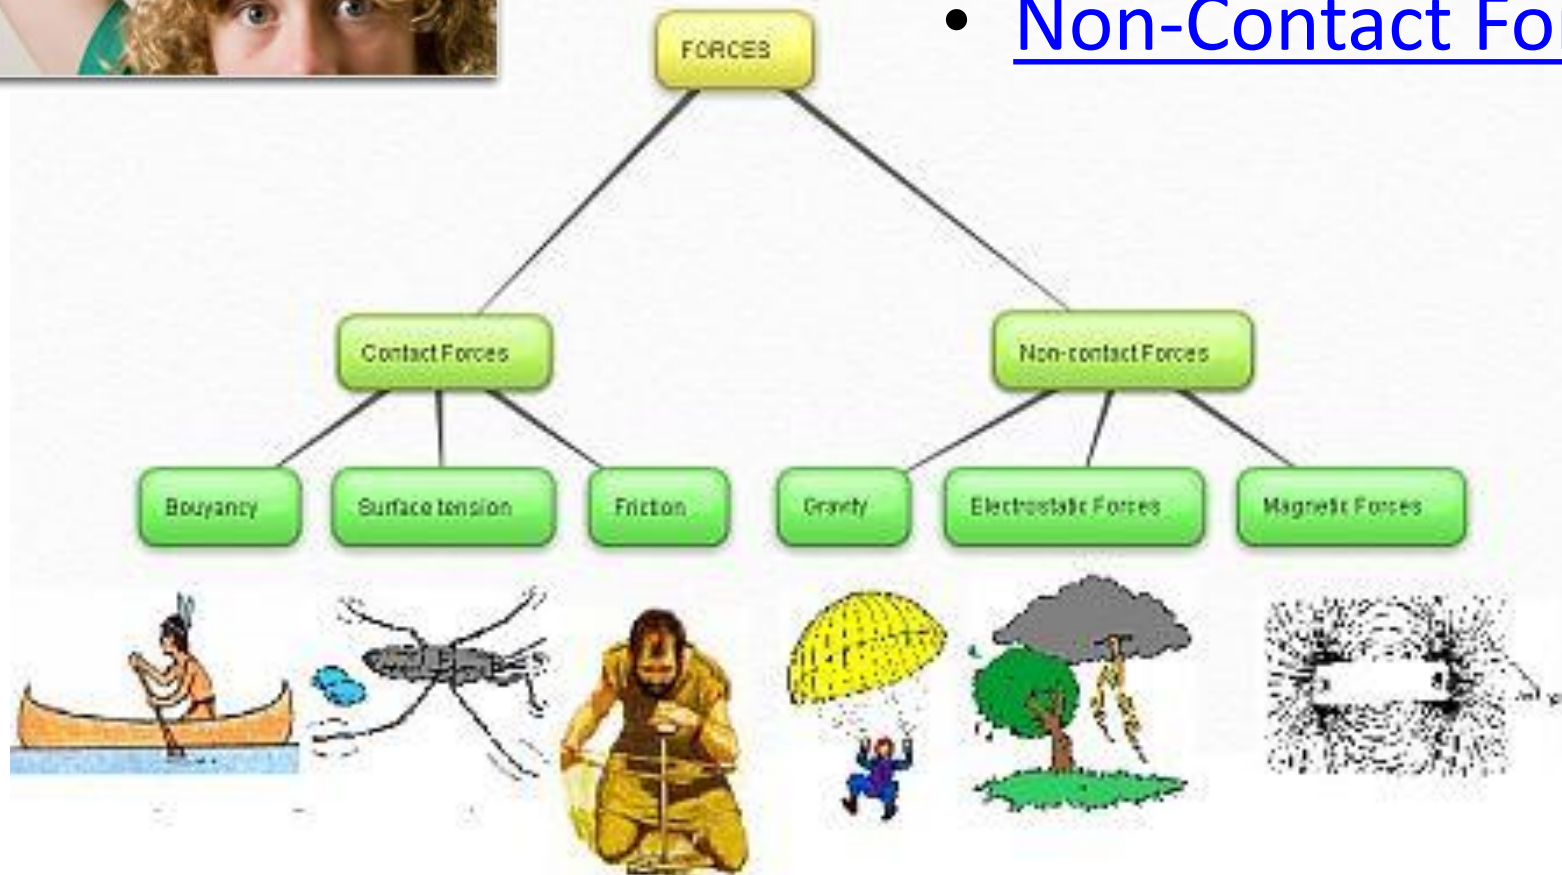 • Non-Contact Fo
FORCES
Contact Forces
Non-contact Forces
Bouyancy
Surface tension
Friction
Gravity
Electrostatic Forces
Magnetic Forces